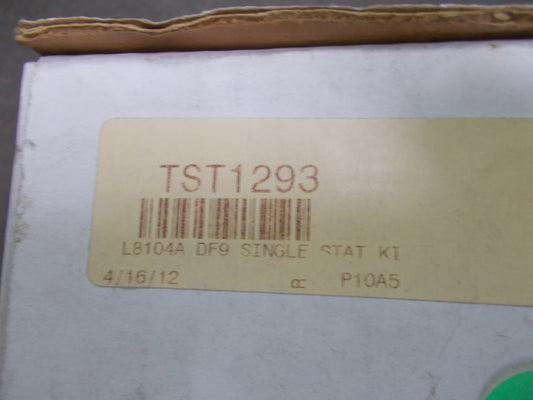 TST1293
L8104A DF9 SINGLE STAT KI
4/16/12 R P10A5